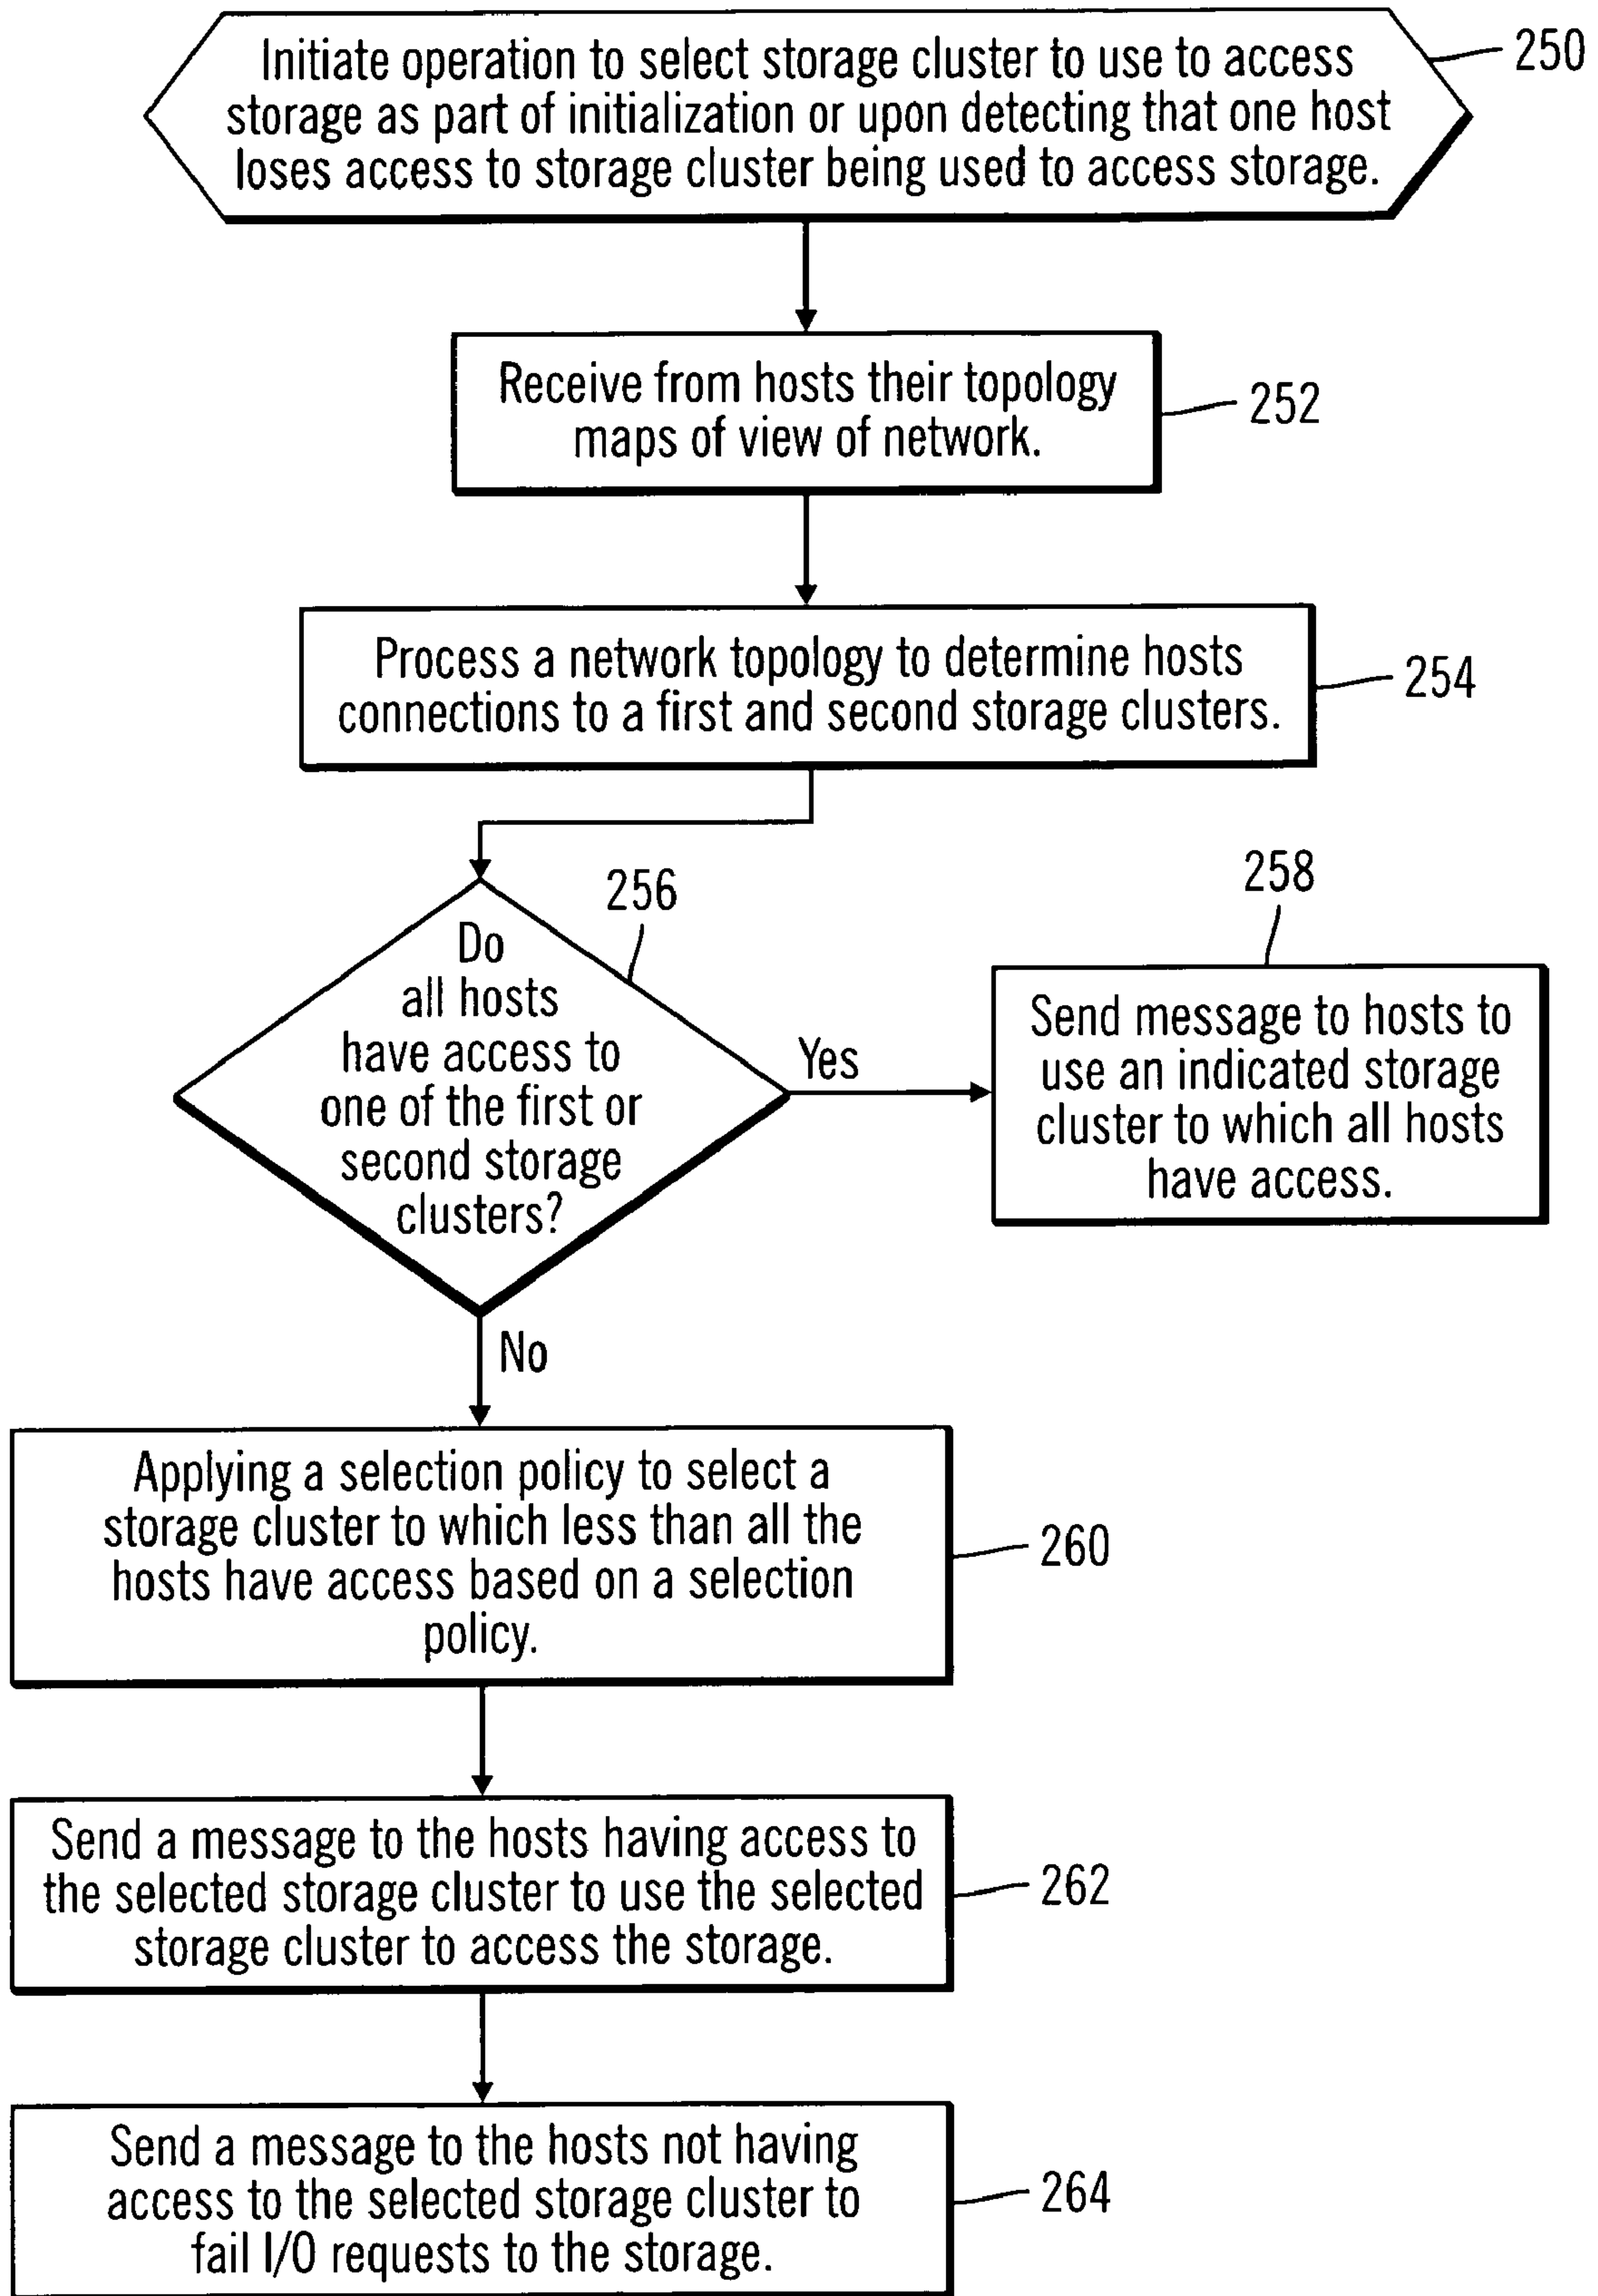 Initiate operation to select storage cluster to use to access
storage as part of initialization or upon detecting that one host
loses access to storage cluster being used to access storage.
250
Receive from hosts their topology
maps of view of network.
252
Process a network topology to determine hosts
connections to a first and second storage clusters.
254
256
Do
all hosts
have access to
one of the first or
second storage
clusters?
Yes
258
Send message to hosts to
use an indicated storage
cluster to which all hosts
have access.
No
Applying a selection policy to select a
storage cluster to which less than all the
hosts have access based on a selection
policy.
260
Send a message to the hosts having access to
the selected storage cluster to use the selected
storage cluster to access the storage.
262
Send a message to the hosts not having
access to the selected storage cluster to
fail I/O requests to the storage.
264